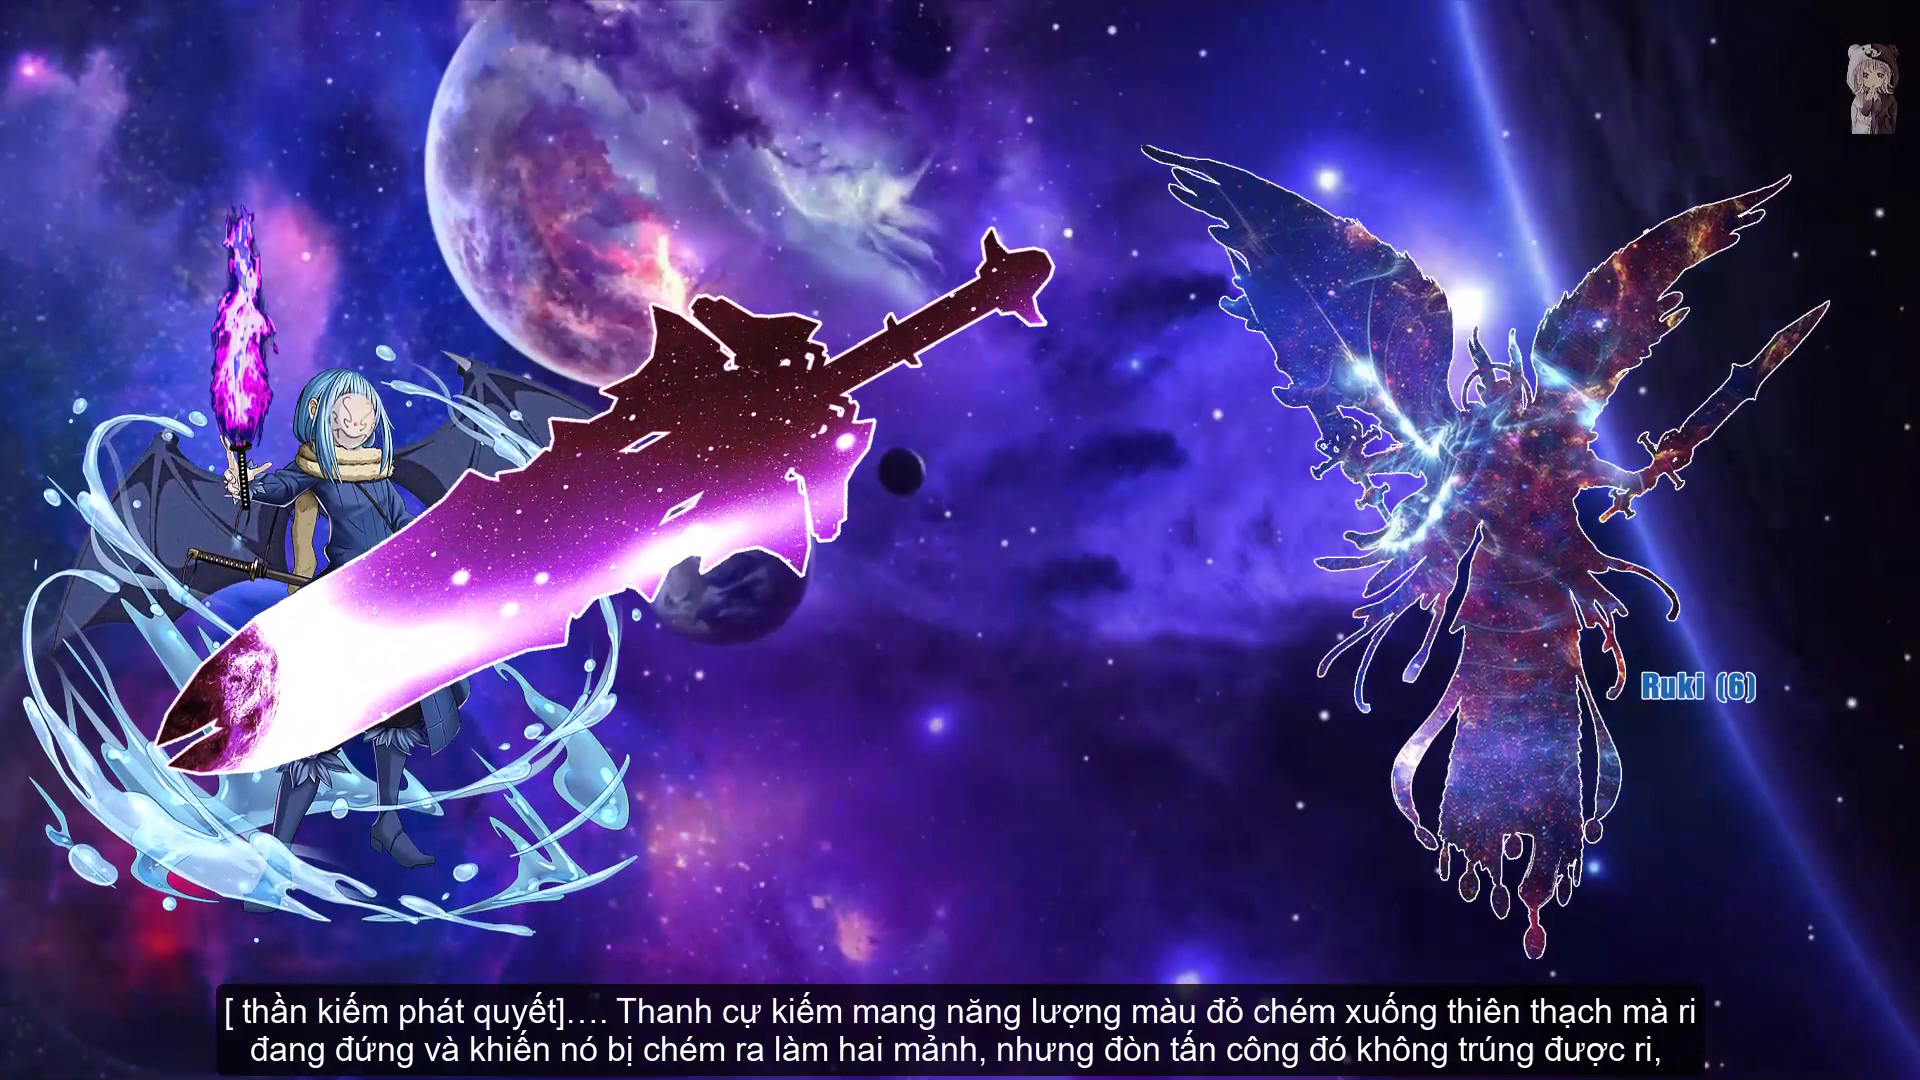 Ruki (6)
[ thần kiếm phát quyết]…. Thanh cự kiếm mang năng lượng màu đỏ chém xuống thiên thạch mà ri
đang đứng và khiến nó bị chém ra làm hai mảnh, nhưng đòn tấn công đó không trúng được ri,